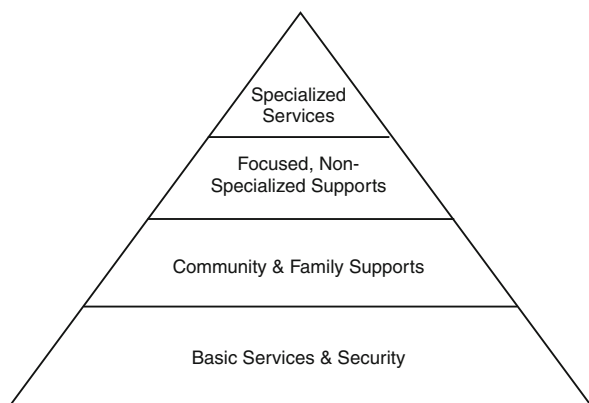 Specialized
Services
Focused, Non-
Specialized Supports
Community & Family Supports
Basic Services & Security